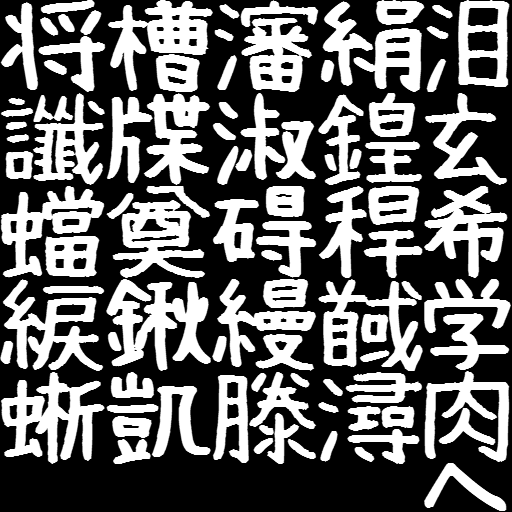 泪玄希学肉へ
絹鍠稈馘潯
瀋淑碍縵滕
槽牒奠鍬凱
将讖蟷綟蜥